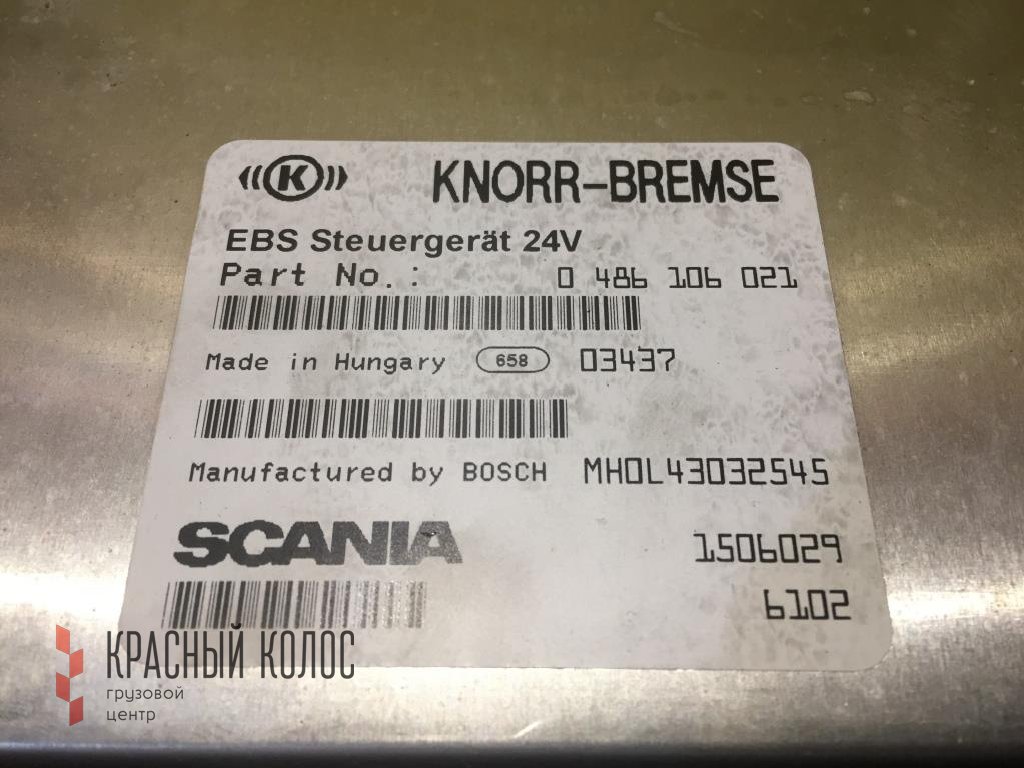 K KNORR-BREMSE
EBS Steuergerät 24V
Part No.: 0 486 106 021
Made in Hungary 658 03437
Manufactured by BOSCH MH0L43032545
SCANIA 1506029
6102
КРАСНЫЙ КОЛОС
грузовой
центр